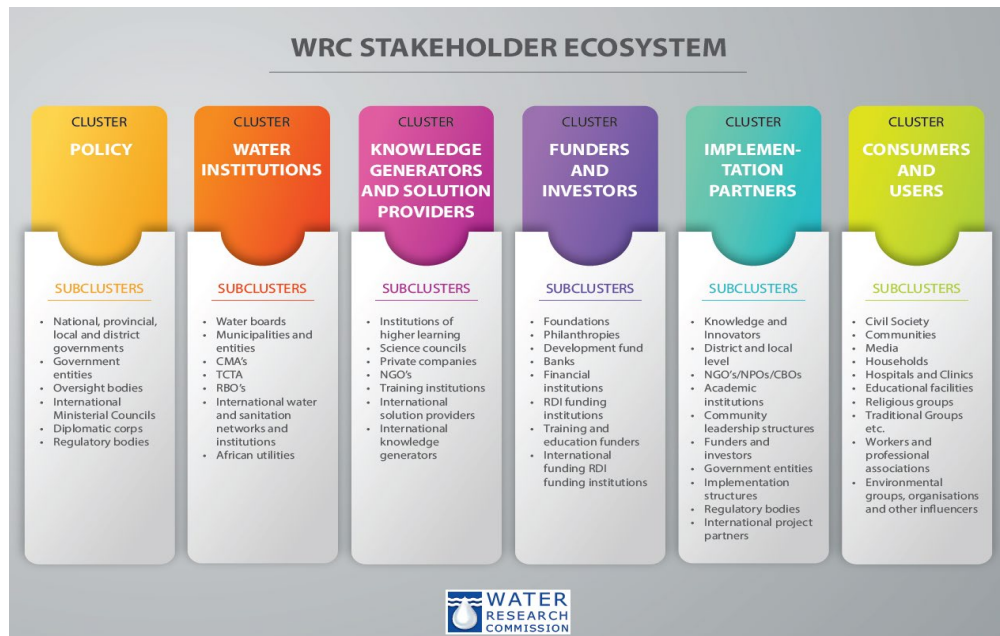 WRC STAKEHOLDER ECOSYSTEM
CLUSTER
POLICY
SUBCLUSTERS
• National, provincial,
local and district
governments
• Government
entities
• Oversight bodies
• International
Ministerial Councils
• Diplomatic corps
• Regulatory bodies
CLUSTER
WATER
INSTITUTIONS
SUBCLUSTERS
• Water boards
• Municipalities and
entities
• CMA's
• TCTA
• RBO's
• International water
and sanitation
networks and
institutions
• African utilities
CLUSTER
KNOWLEDGE
GENERATORS
AND SOLUTION
PROVIDERS
SUBCLUSTERS
• Institutions of
higher learning
• Science councils
• Private companies
• NGO's
• Training institutions
• International
solution providers
• International
knowledge
generators
CLUSTER
FUNDERS
AND
INVESTORS
SUBCLUSTERS
• Foundations
• Philanthropies
• Development fund
• Banks
• Financial
institutions
• RDI funding
institutions
• Training and
education funders
• International
funding RDI
funding institutions
CLUSTER
IMPLEMEN-
TATION
PARTNERS
SUBCLUSTERS
• Knowledge and
Innovators
• District and local
level
• NGO's/NPOs/CBOs
• Academic
institutions
• Community
leadership structures
• Funders and
investors
• Government entities
• Implementation
structures
• Regulatory bodies
• International project
partners
CLUSTER
CONSUMERS
AND
USERS
SUBCLUSTERS
• Civil Society
• Communities
• Media
• Households
• Hospitals and Clinics
• Educational facilities
• Religious groups
• Traditional Groups
etc.
• Workers and
professional
associations
• Environmental
groups, organisations
and other influencers
WATER
RESEARCH
COMMISSION